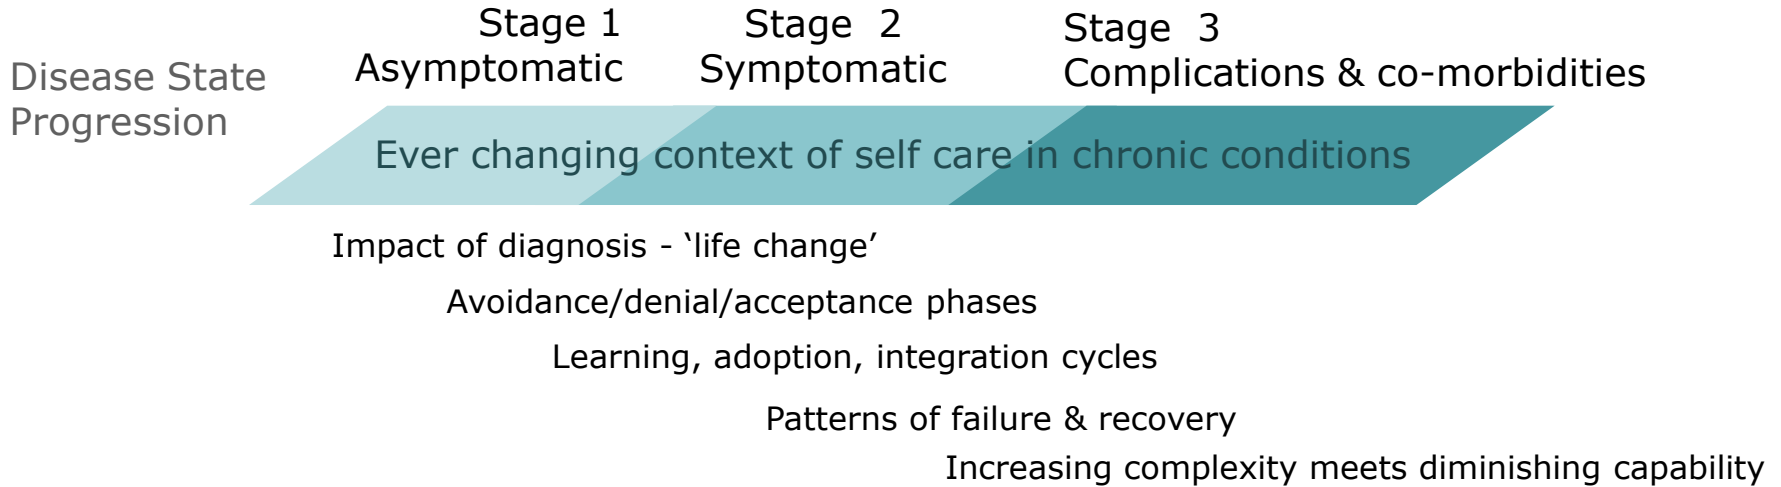 Disease State
Progression
Stage 1
Asymptomatic
Stage 2
Symptomatic
Stage 3
Complications & co-morbidities
Ever changing context of self care in chronic conditions
Impact of diagnosis - ‘life change’
Avoidance/denial/acceptance phases
Learning, adoption, integration cycles
Patterns of failure & recovery
Increasing complexity meets diminishing capability